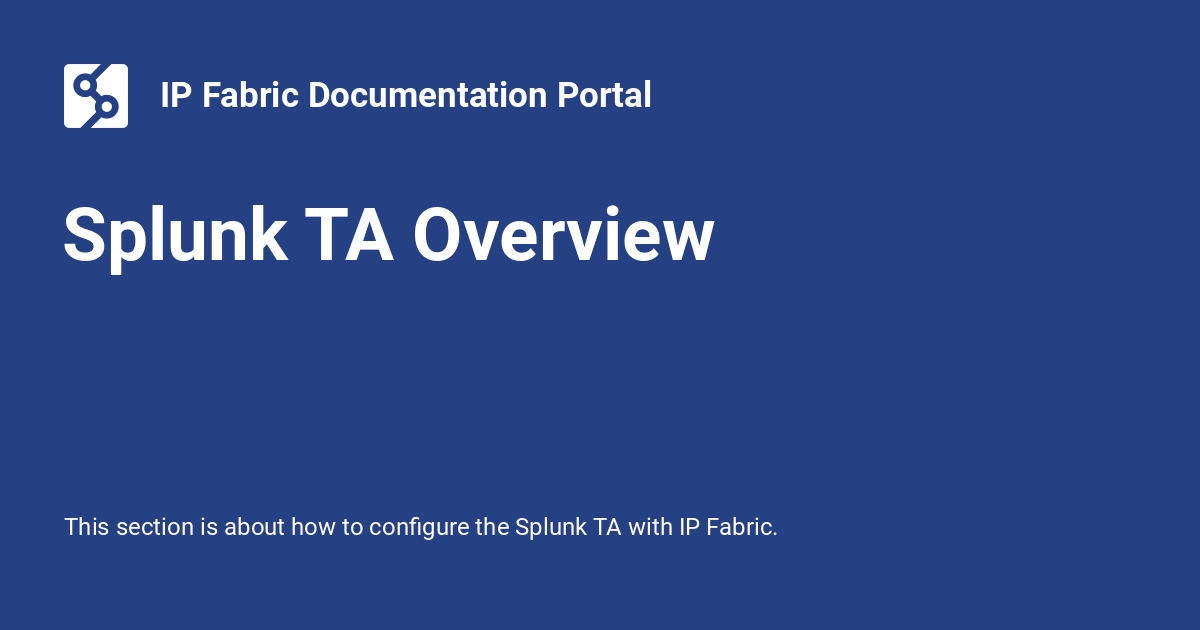 IP Fabric Documentation Portal
Splunk TA Overview
This section is about how to configure the Splunk TA with IP Fabric.